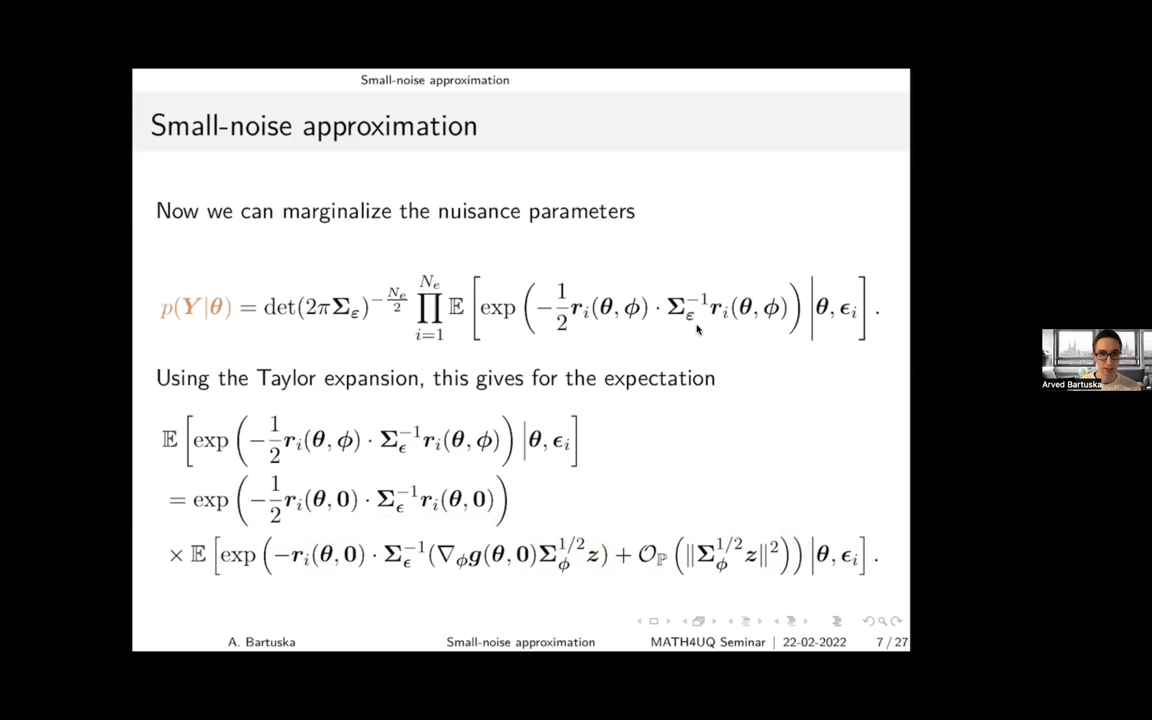 Small-noise approximation
Small-noise approximation
Now we can marginalize the nuisance parameters
p(Y|θ) = det(2πΣ_ε)^{-N_e/2} ∏_{i=1}^{N_e} 𝔼 [exp (−1/2 r_i(θ, ϕ) · Σ_ε^{-1} r_i(θ, ϕ)) | θ, ϵ_i] .
Using the Taylor expansion, this gives for the expectation
𝔼 [exp (−1/2 r_i(θ, ϕ) · Σ_ϵ^{-1} r_i(θ, ϕ)) | θ, ϵ_i]
= exp (−1/2 r_i(θ, 0) · Σ_ϵ^{-1} r_i(θ, 0))
× 𝔼 [exp (−r_i(θ, 0) · Σ_ϵ^{-1}(∇_ϕ g(θ, 0)Σ_ϕ^{1/2} z) + 𝒪_ℙ (‖Σ_ϕ^{1/2} z‖²)) | θ, ϵ_i] .
A. Bartuska Small-noise approximation MATH4UQ Seminar | 22-02-2022 7 / 27
Arved Bartuska